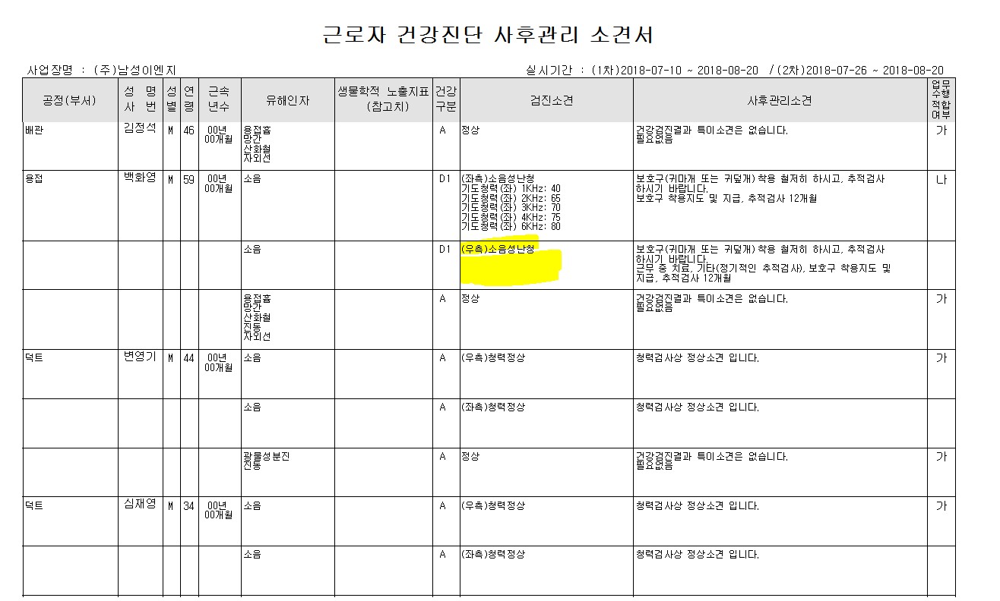 근로자 건강진단 사후관리 소견서
사업장명 : (주)남성이엔지 실시기간 : (1차)2018-07-10 ~ 2018-08-20 /(2차)2018-07-26 ~ 2018-08-20
공정(부서) 성 명 사 번 성별 연령 근속년수 유해인자 생물학적 노출지표(참고치) 건강구분 검진소견 사후관리소견 업무수행적합여부
배관 김정석 M 46 00년 용접흄 A 정상 건강검진결과 특이소견은 없습니다. 가
00개월 망간 필요없음
산화철
자외선
용접 백화영 M 59 00년 소음 D1 (좌측)소음성난청 보호구(귀마개 또는 귀덮개) 착용 철저히 하시고, 추적검사 나
00개월 기도청력(좌) 1KHz: 40 하시기 바랍니다.
기도청력(좌) 2KHz: 65 보호구 착용지도 및 지급, 추적검사 12개월
기도청력(좌) 3KHz: 70
기도청력(좌) 4KHz: 75
기도청력(좌) 6KHz: 80
소음 D1 (우측)소음성난청 보호구(귀마개 또는 귀덮개) 착용 철저히 하시고, 추적검사
하시기 바랍니다.
근무 중 치료, 기타(정기적인 추적검사), 보호구 착용지도 및
지급, 추적검사 12개월
용접흄 A 정상 건강검진결과 특이소견은 없습니다. 가
망간 필요없음
산화철
진동
자외선
덕트 변영기 M 44 00년 소음 A (우측)청력정상 청력검사상 정상소견 입니다. 가
00개월
소음 A (좌측)청력정상 청력검사상 정상소견 입니다.
광물성분진 A 정상 건강검진결과 특이소견은 없습니다. 가
진동 필요없음
덕트 심재영 M 34 00년 소음 A (우측)청력정상 청력검사상 정상소견 입니다. 가
00개월
소음 A (좌측)청력정상 청력검사상 정상소견 입니다.